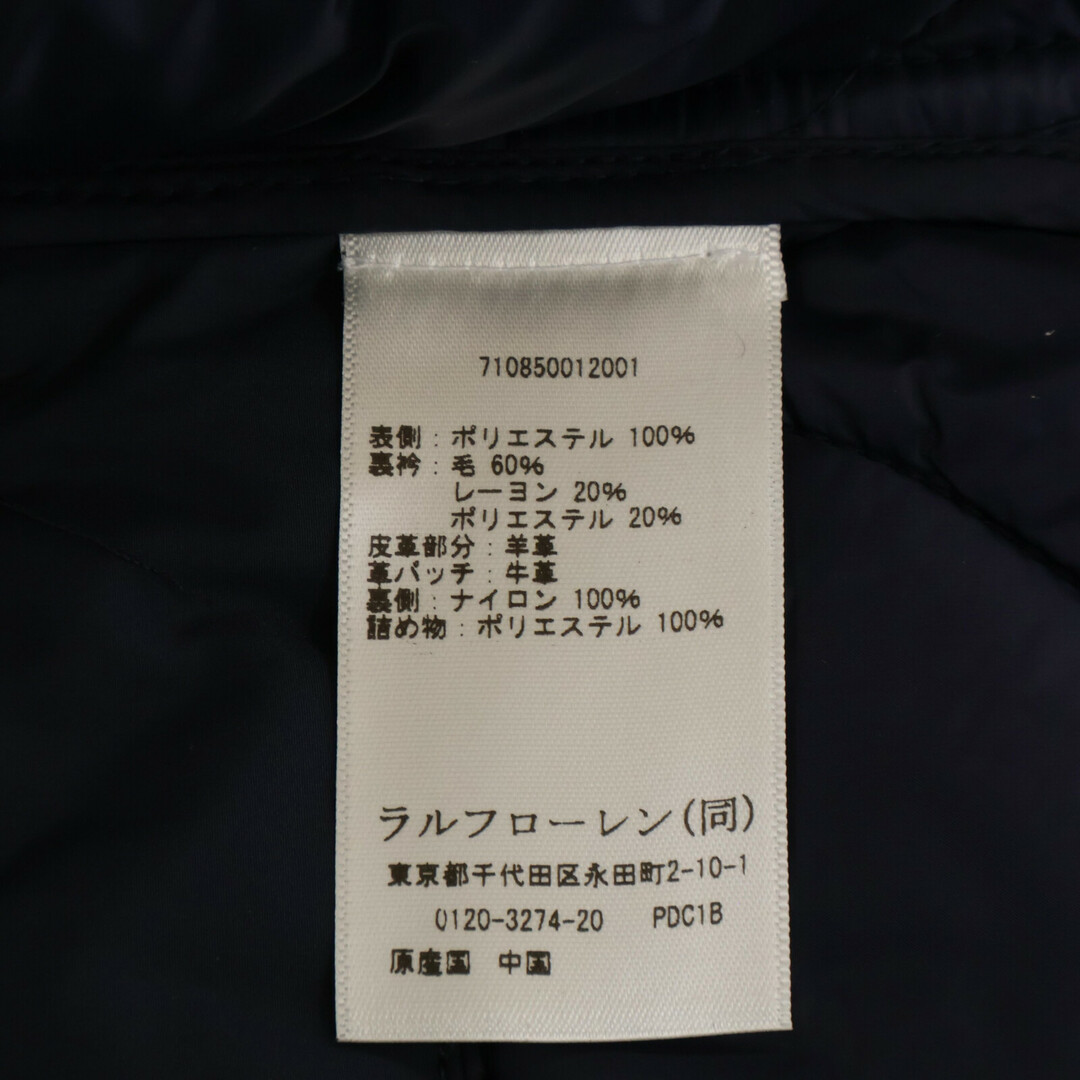 710850012001
表側：ポリエステル 100%
裏衿：毛 60%
レーヨン 20%
ポリエステル 20%
皮革部分：羊革
革パッチ：牛革
裏側：ナイロン 100%
詰め物：ポリエステル 100%
ラルフローレン(同)
東京都千代田区永田町2-10-1
0120-3274-20 PDC1B
原産国 中国